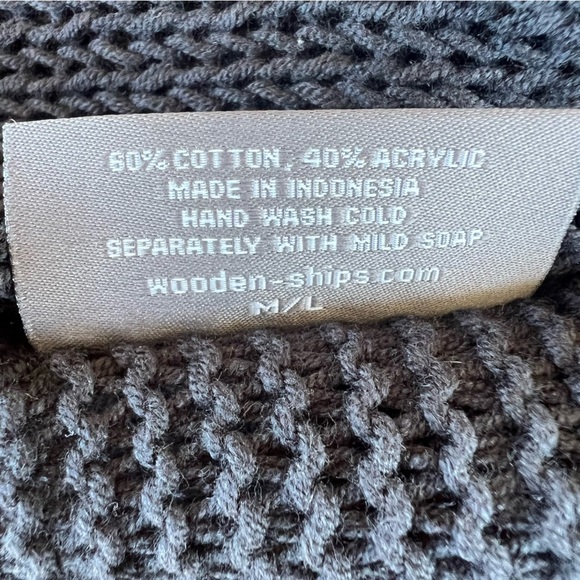 60% COTTON, 40% ACRYLIC
MADE IN INDONESIA
HAND WASH COLD
SEPARATELY WITH MILD SOAP
wooden-ships.com
M/L